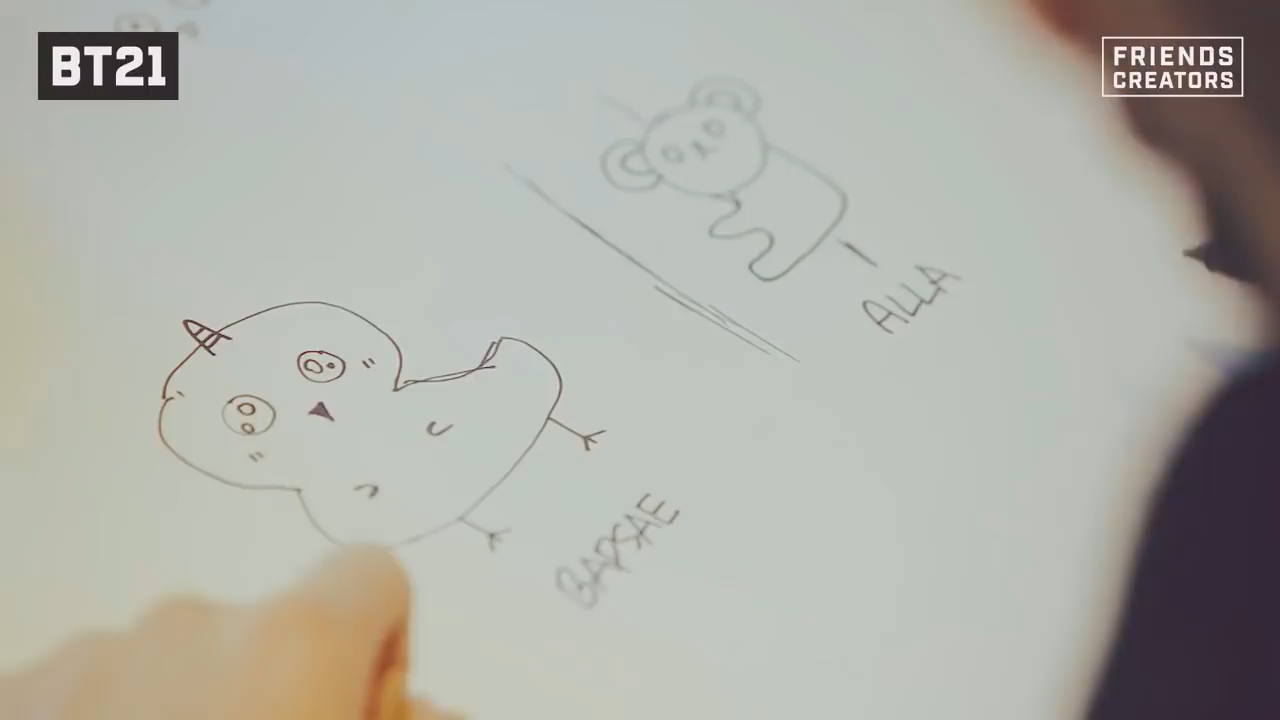 BT21
FRIENDS
CREATORS
ALLA
BAPSAE